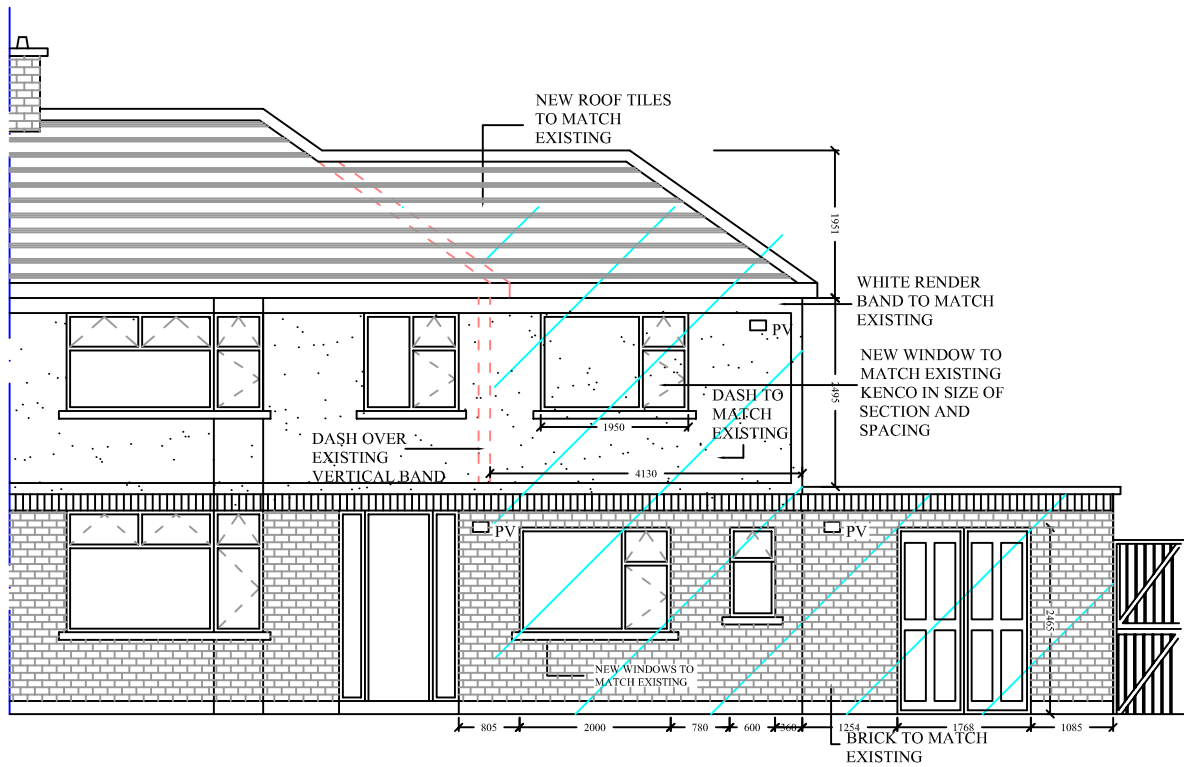 NEW ROOF TILES
TO MATCH
EXISTING
1951
WHITE RENDER
BAND TO MATCH
EXISTING
PV
NEW WINDOW TO
MATCH EXISTING
KENCO IN SIZE OF
SECTION AND
SPACING
2495
DASH TO
MATCH
EXISTING
1950
DASH OVER
EXISTING
VERTICAL BAND
4130
PV
PV
2465
NEW WINDOWS TO
MATCH EXISTING
805
2000
780
600
360
1254
1768
1085
BRICK TO MATCH
EXISTING